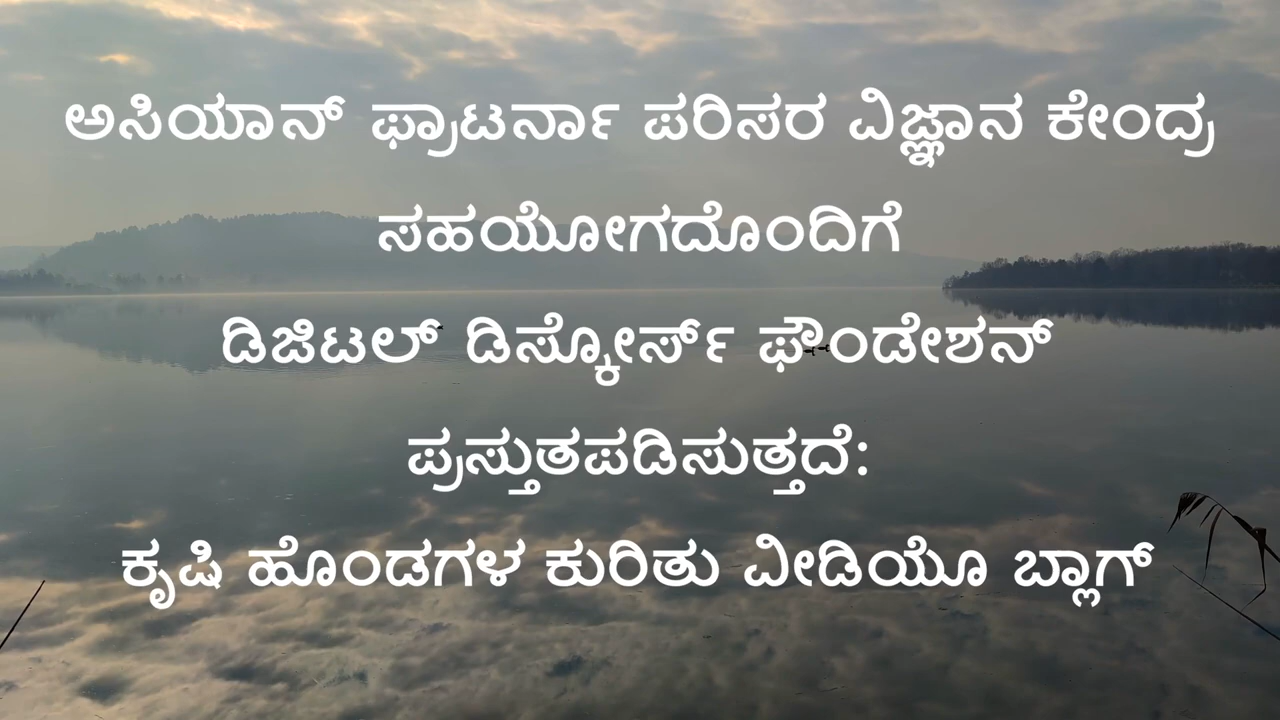 ಅಸಿಯಾನ್ ಫ್ರಾಟರ್ನಾ ಪರಿಸರ ವಿಜ್ಞಾನ ಕೇಂದ್ರ
ಸಹಯೋಗದೊಂದಿಗೆ
ಡಿಜಿಟಲ್ ಡಿಸ್ಕೋರ್ಸ್ ಫೌಂಡೇಶನ್
ಪ್ರಸ್ತುತಪಡಿಸುತ್ತದೆ:
ಕೃಷಿ ಹೊಂಡಗಳ ಕುರಿತು ವೀಡಿಯೊ ಬ್ಲಾಗ್